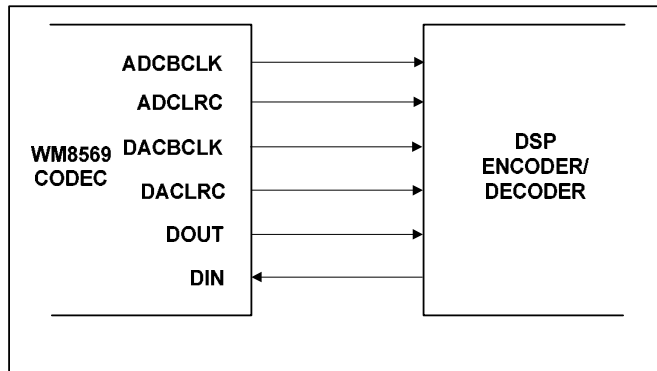 ADCBCLK
ADCLRC
WM8569
CODEC
DACBCLK
DACLRC
DOUT
DIN
DSP
ENCODER/
DECODER